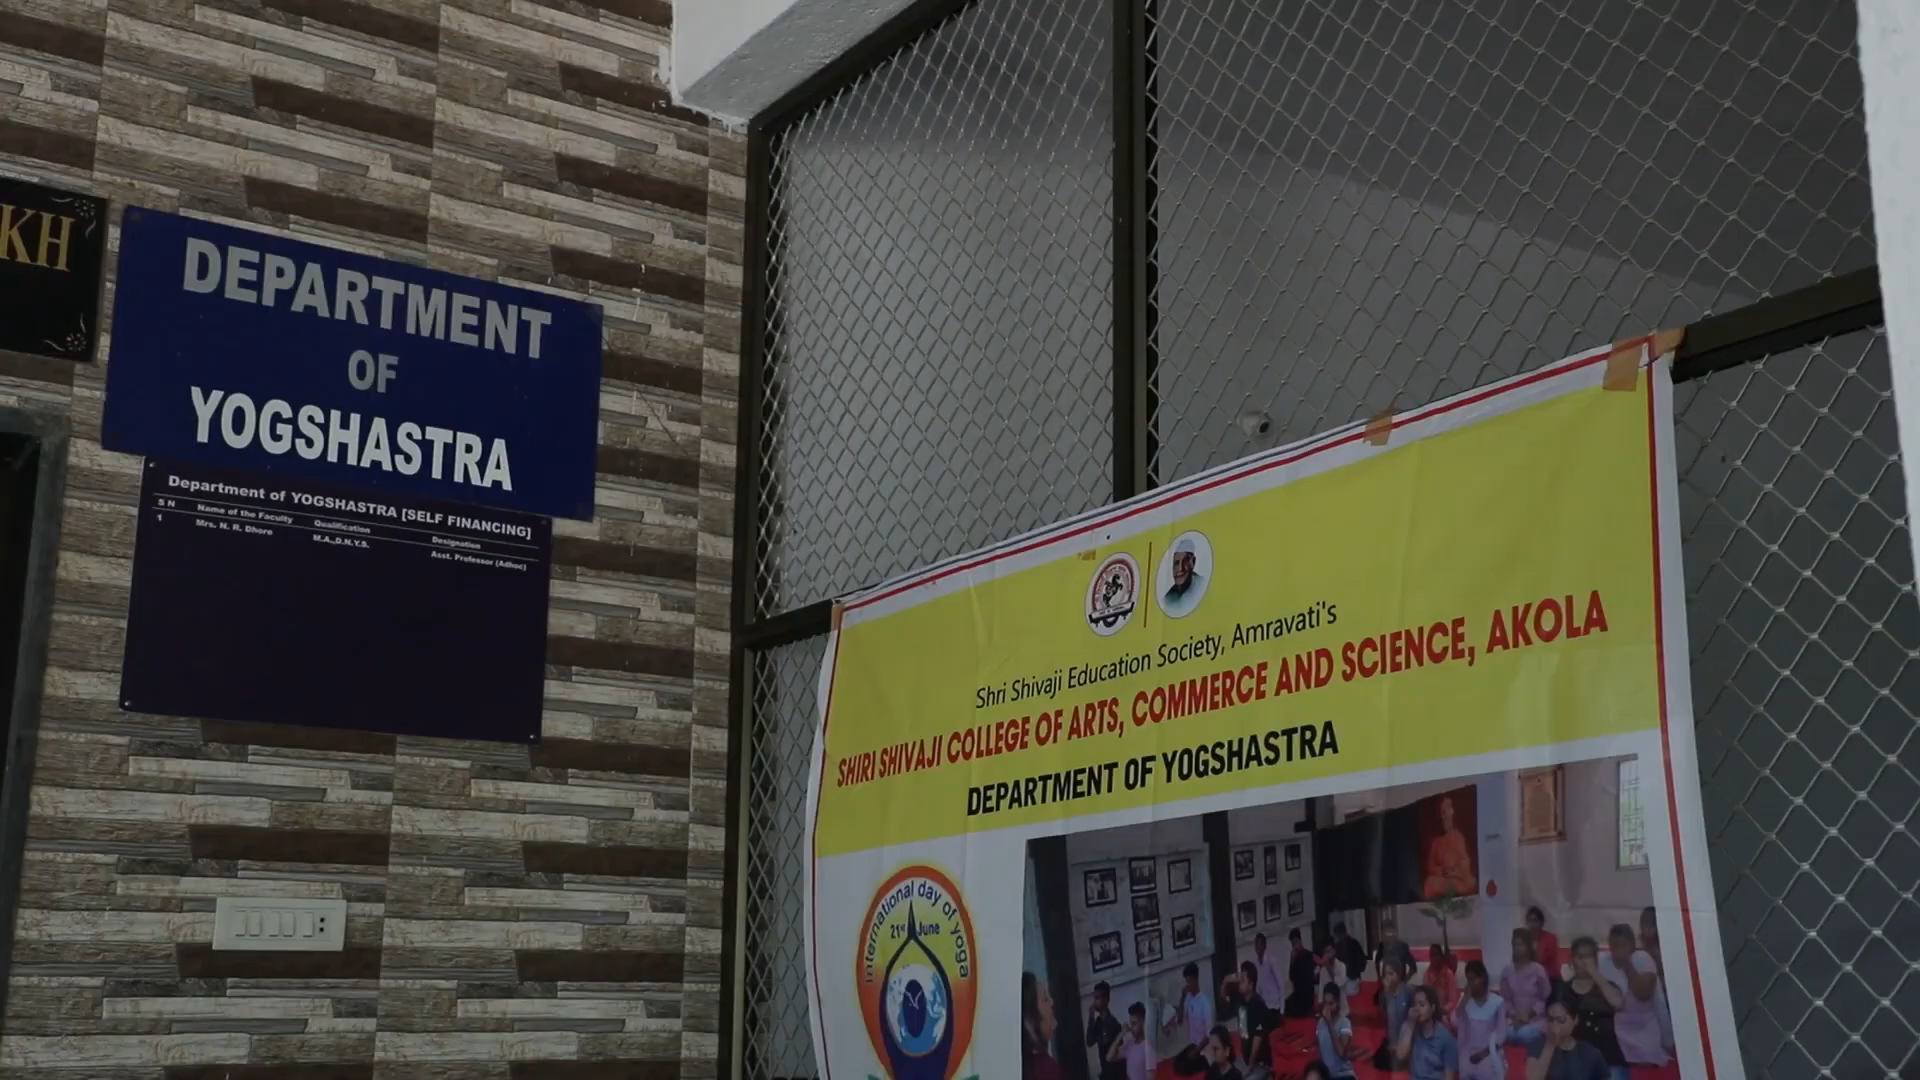 KH
DEPARTMENT
OF
YOGSHASTRA
Department of YOGSHASTRA [SELF FINANCING]
S N Name of the Faculty Qualification Designation
1 Mrs. N. R. Dhore M.A.,D.N.Y.S. Asst. Professor (Adhoc)
Shri Shivaji Education Society, Amravati's
SHIRI SHIVAJI COLLEGE OF ARTS, COMMERCE AND SCIENCE, AKOLA
DEPARTMENT OF YOGSHASTRA
international day of yoga
21st June